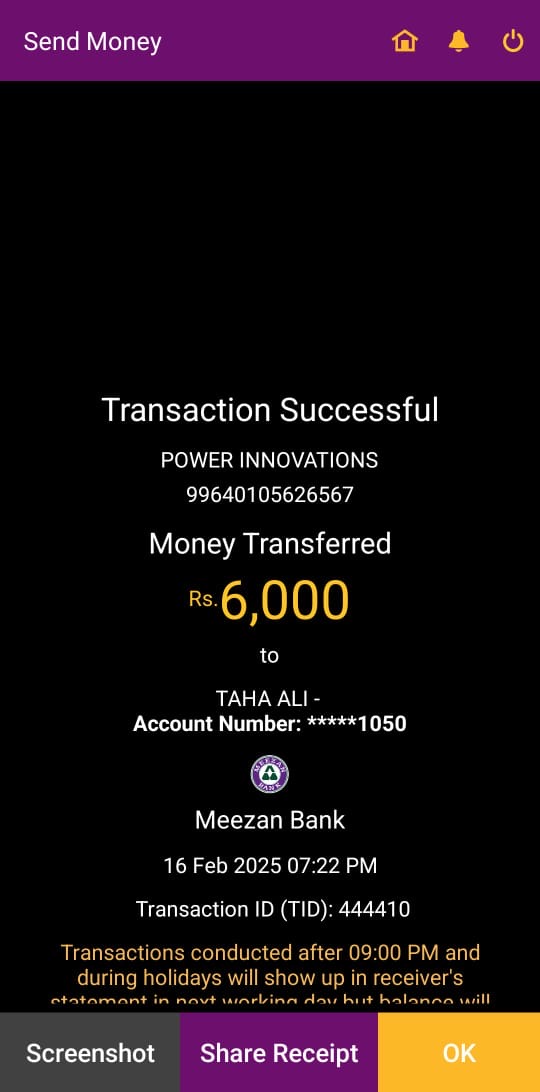 Send Money
Transaction Successful
POWER INNOVATIONS
99640105626567
Money Transferred
Rs.6,000
to
TAHA ALI -
Account Number: *****1050
MEEZAN BANK
Meezan Bank
16 Feb 2025 07:22 PM
Transaction ID (TID): 444410
Transactions conducted after 09:00 PM and
during holidays will show up in receiver's
statement in next working day but balance will
Screenshot
Share Receipt
OK